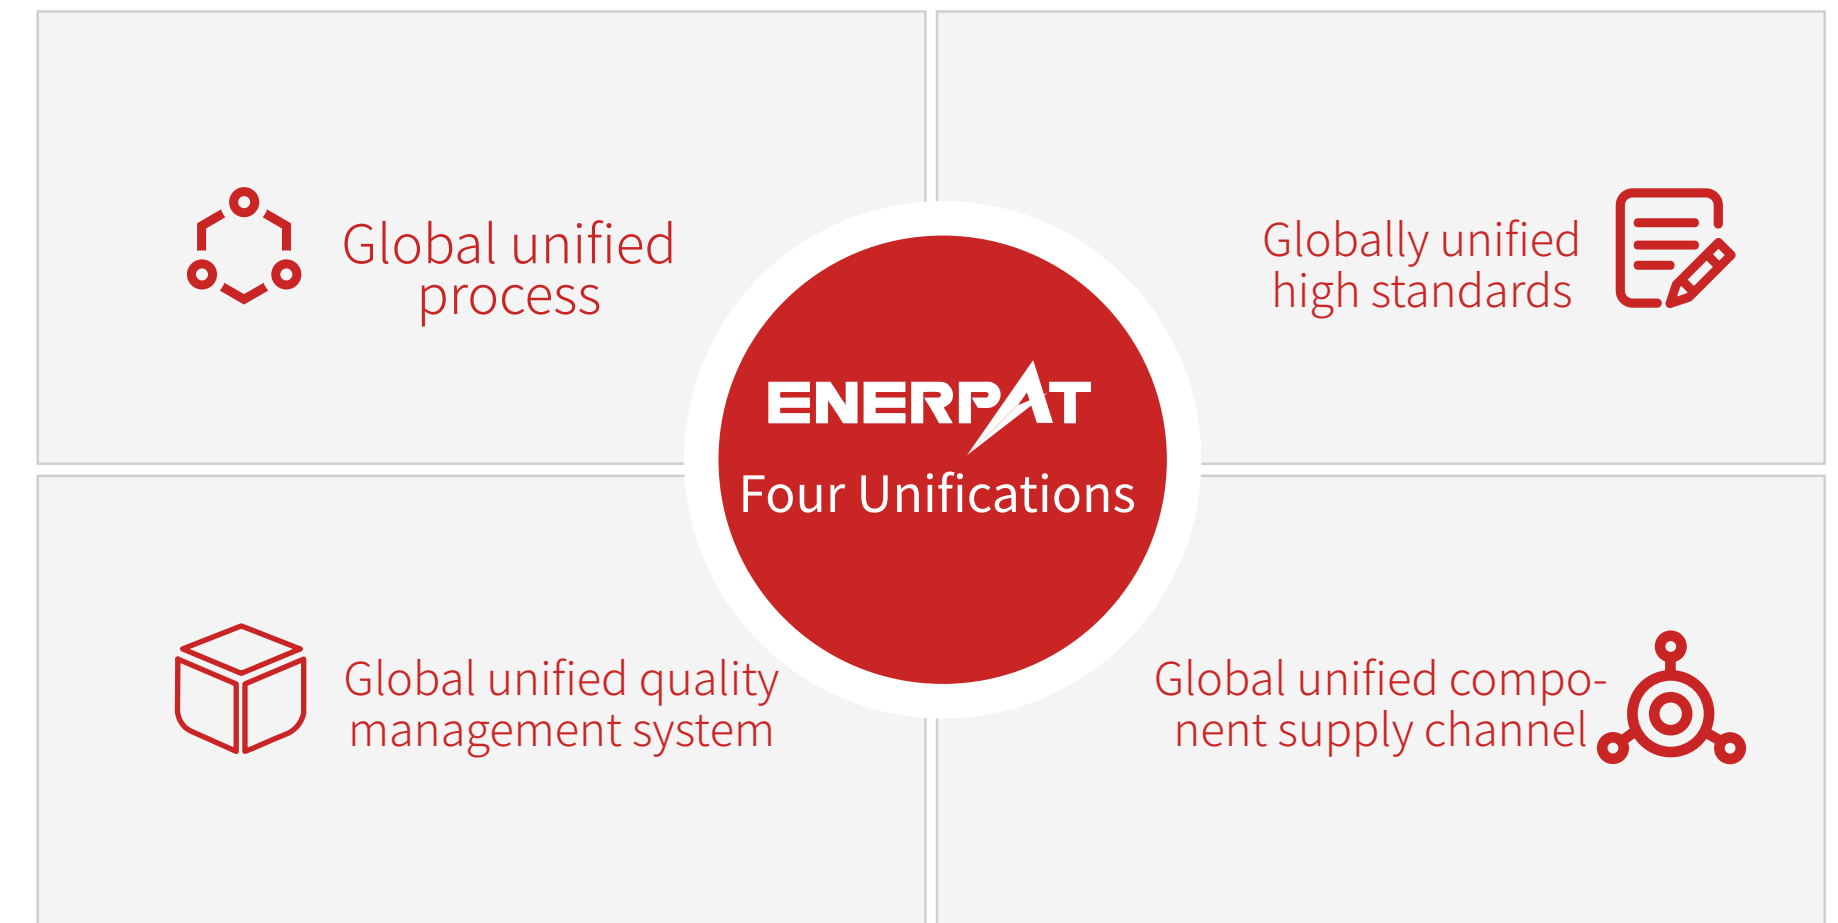 Global unified
process
Globally unified
high standards
ENERPAT
Four Unifications
Global unified quality
management system
Global unified compo-
nent supply channel